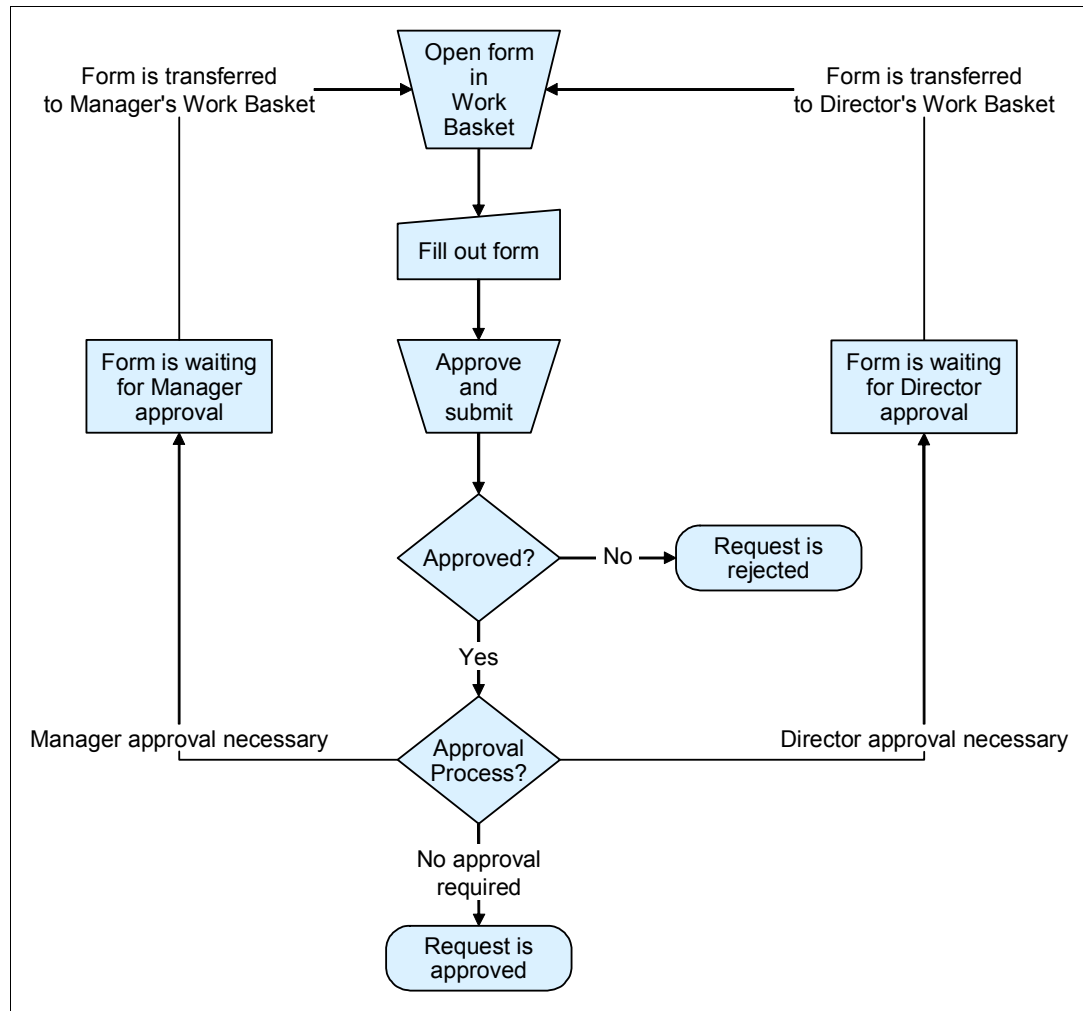 Open form
in
Work
Basket
Form is transferred
to Manager's Work Basket
Form is transferred
to Director's Work Basket
Fill out form
Form is waiting
for Manager
approval
Approve
and
submit
Form is waiting
for Director
approval
Approved?
No
Request is
rejected
Yes
Manager approval necessary
Approval
Process?
Director approval necessary
No approval
required
Request is
approved